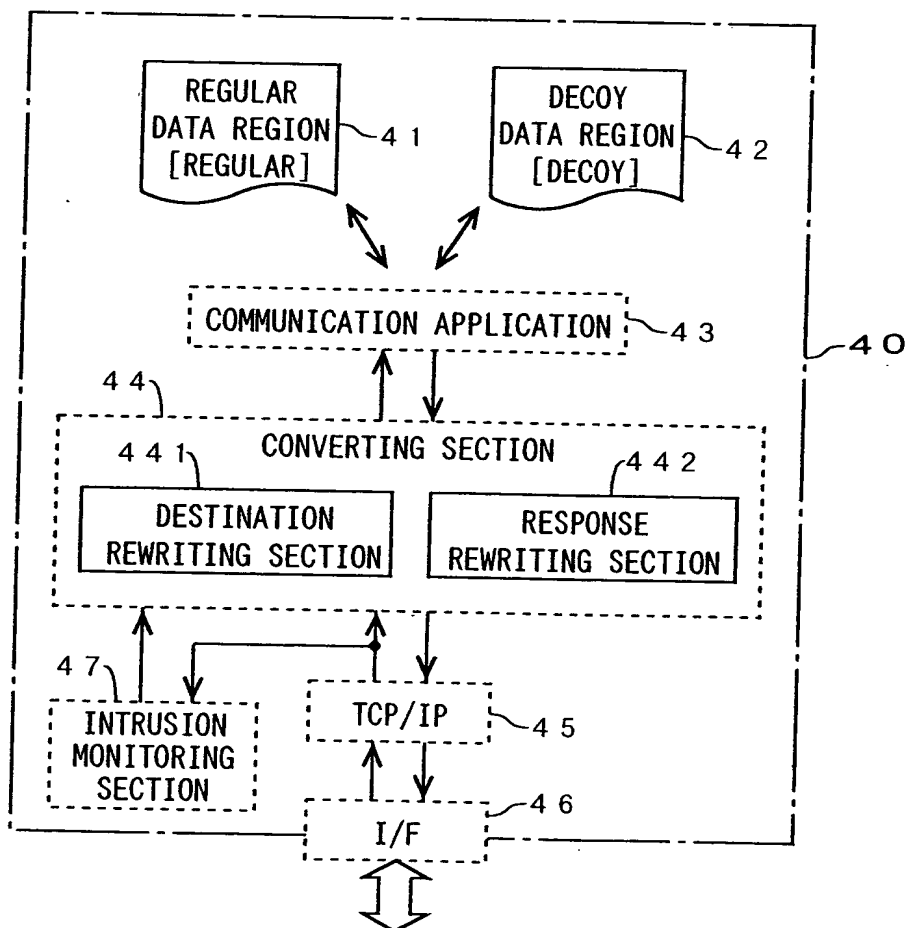 REGULAR
DATA REGION
[REGULAR]
41
DECOY
DATA REGION
[DECOY]
42
COMMUNICATION APPLICATION
43
40
44
CONVERTING SECTION
441
442
DESTINATION
REWRITING SECTION
RESPONSE
REWRITING SECTION
47
INTRUSION
MONITORING
SECTION
TCP/IP
45
46
I/F